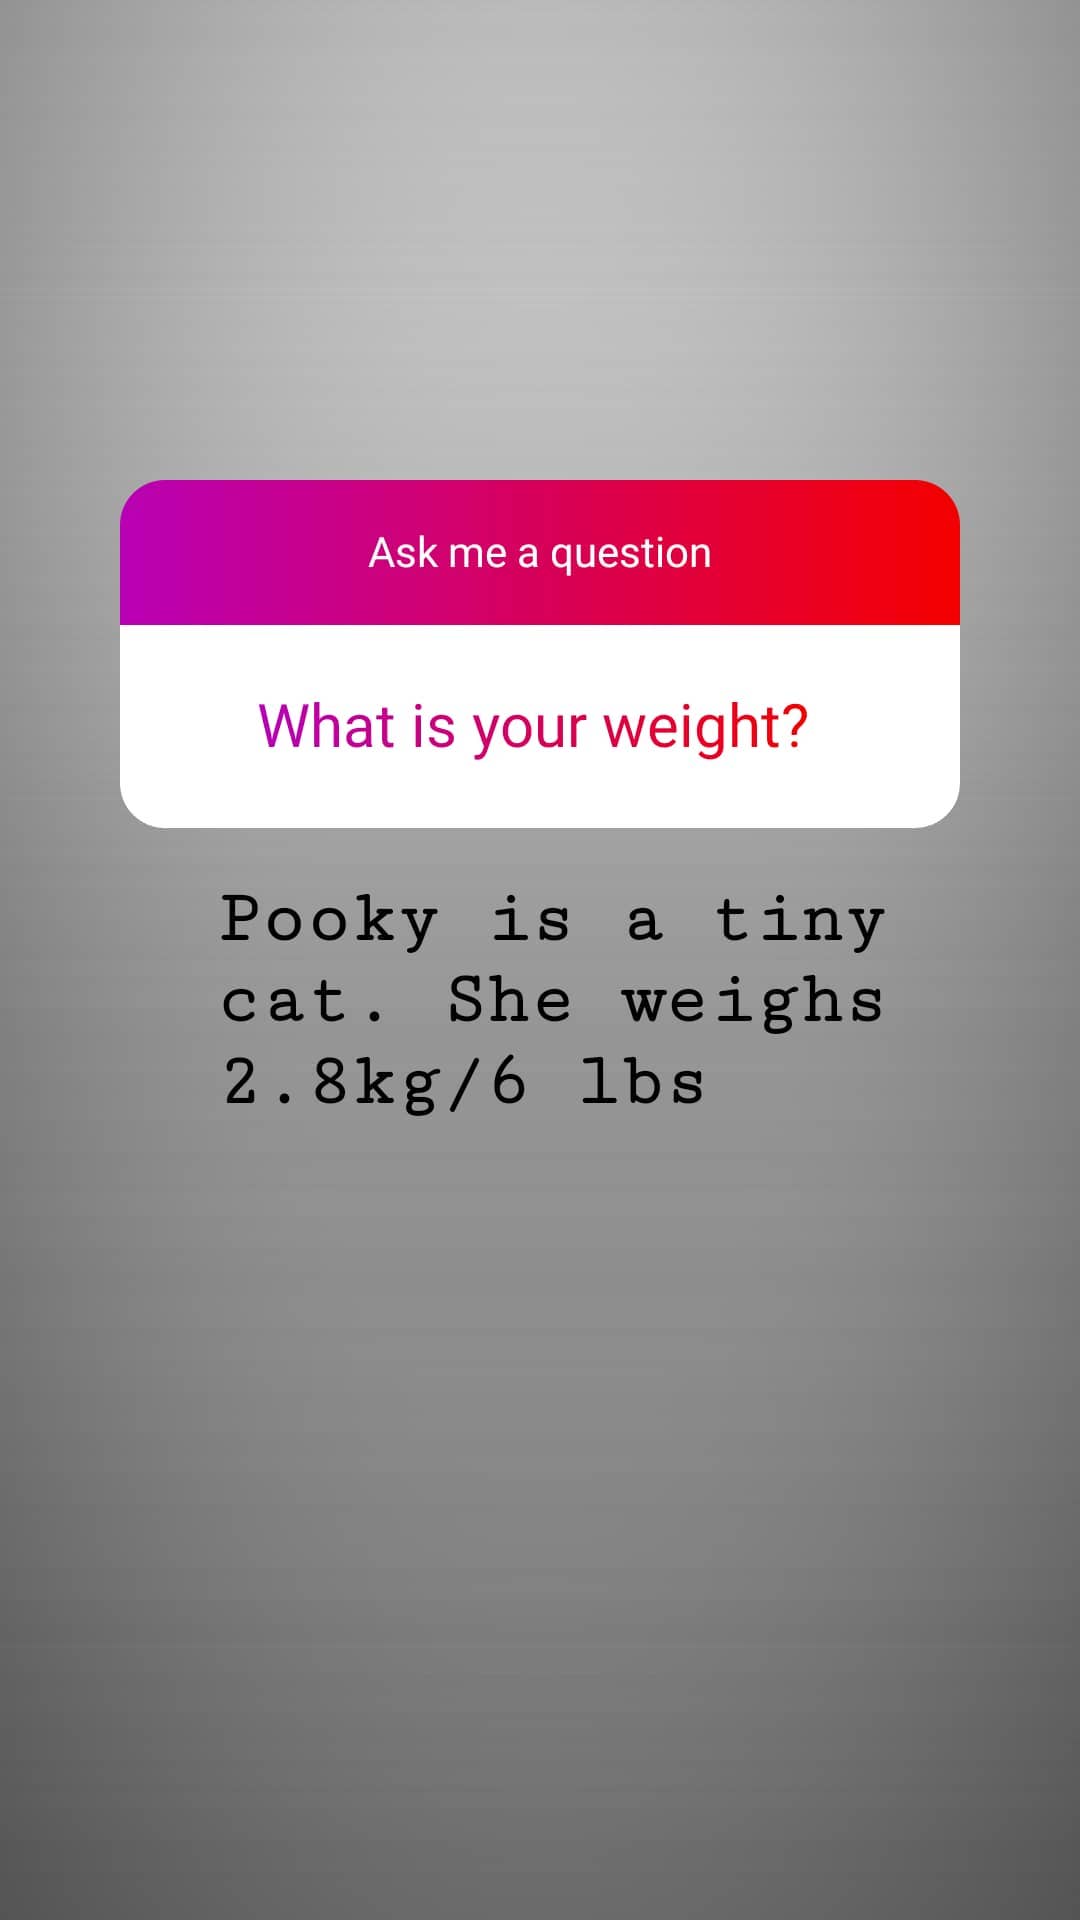 Ask me a question
What is your weight?
Pooky is a tiny
cat. She weighs
2.8kg/6 lbs